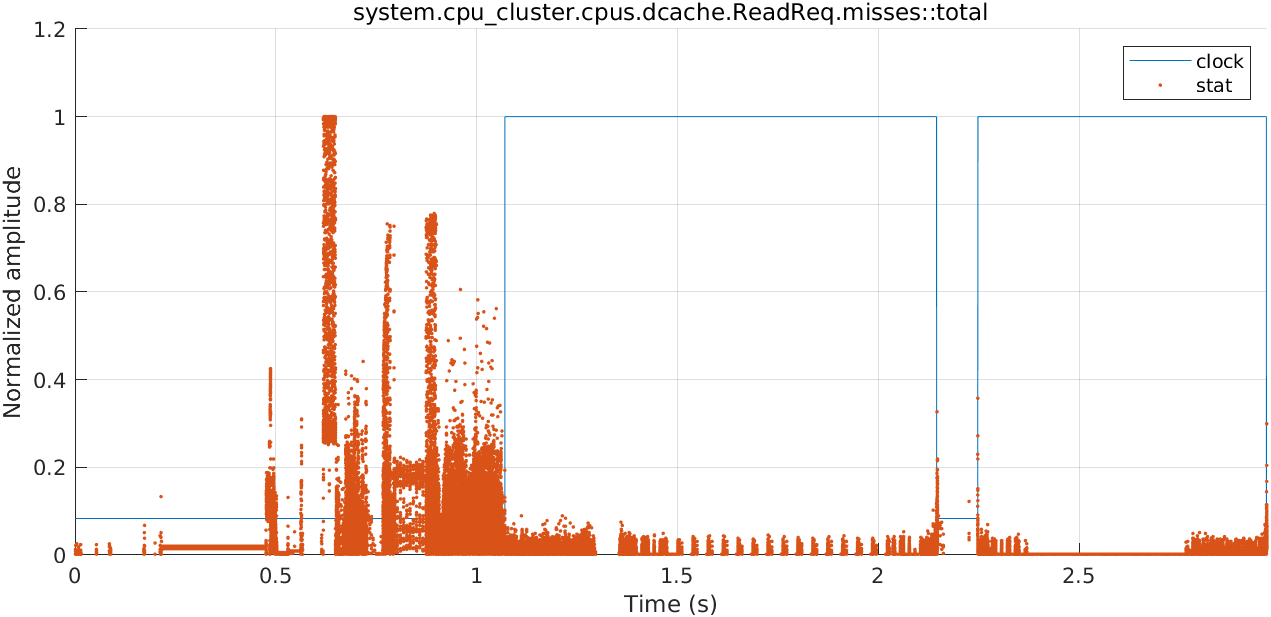 system.cpu_cluster.cpus.dcache.ReadReq.misses::total
1.2
1
0.8
0.6
0.4
0.2
0
Normalized amplitude
clock
stat
0 0.5 1 1.5 2 2.5
Time (s)